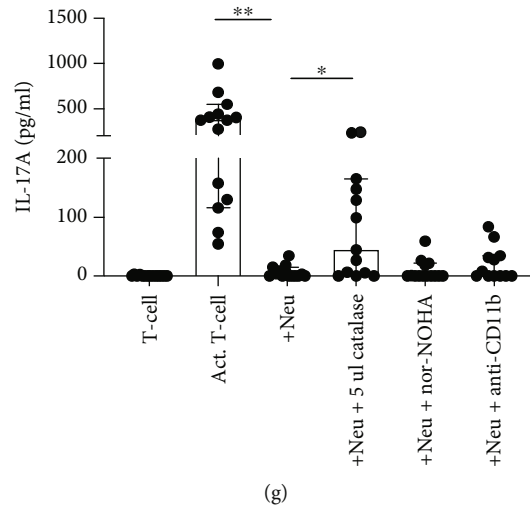 1500
**
1000
*
500
200
100
0
IL-17A (pg/ml)
T-cell
Act. T-cell
+Neu
+Neu + 5 ul catalase
+Neu + nor-NOHA
+Neu + anti-CD11b
(g)